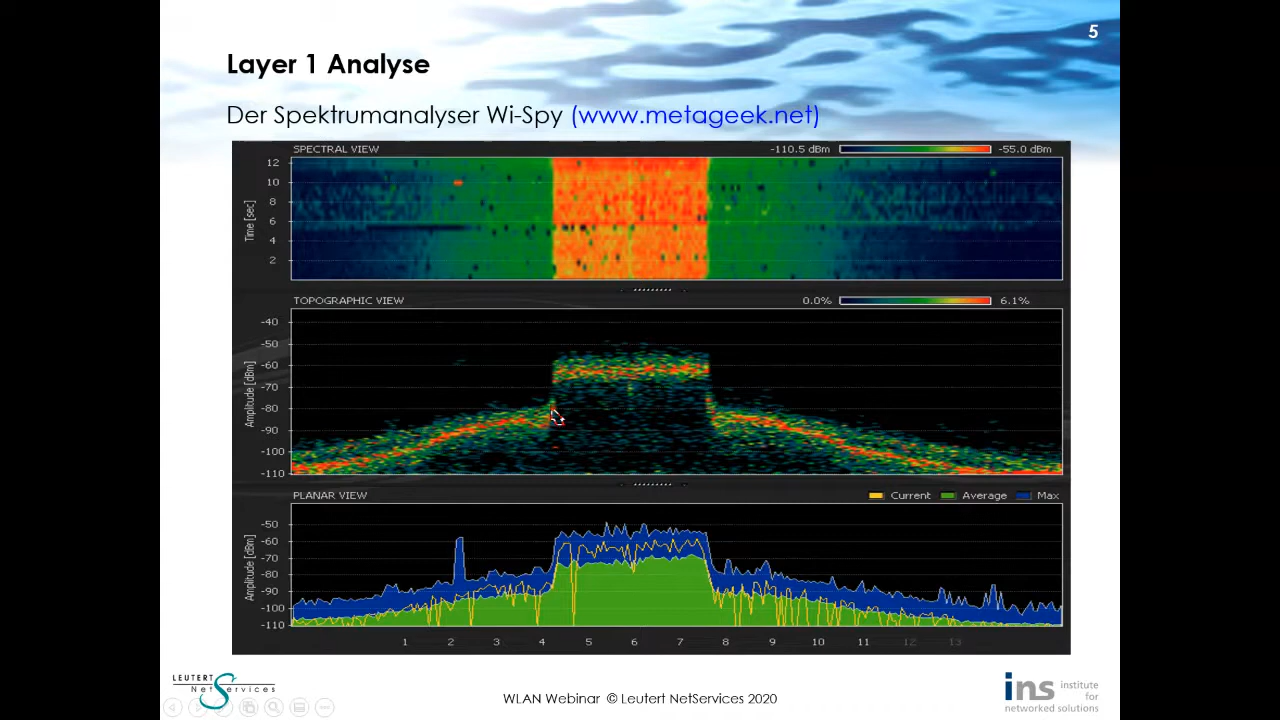 5
Layer 1 Analyse
Der Spektrumanalyser Wi-Spy (www.metageek.net)
SPECTRAL VIEW
-110.5 dBm
-55.0 dBm
12
10
8
6
4
2
Time [sec]
TOPOGRAPHIC VIEW
0.0%
6.1%
-40
-50
-60
-70
-80
-90
-100
-110
Amplitude [dBm]
PLANAR VIEW
Current
Average
Max
-50
-60
-70
-80
-90
-100
-110
Amplitude [dBm]
1 2 3 4 5 6 7 8 9 10 11 12 13
LEUTERT
NetServices
WLAN Webinar © Leutert NetServices 2020
ins institute
for
networked solutions